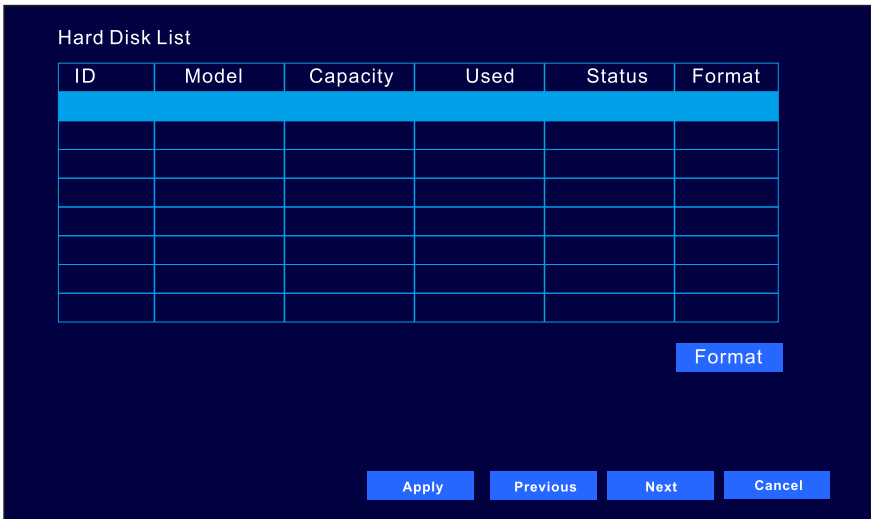 Hard Disk List
ID Model Capacity Used Status Format
Format
Apply Previous Next Cancel